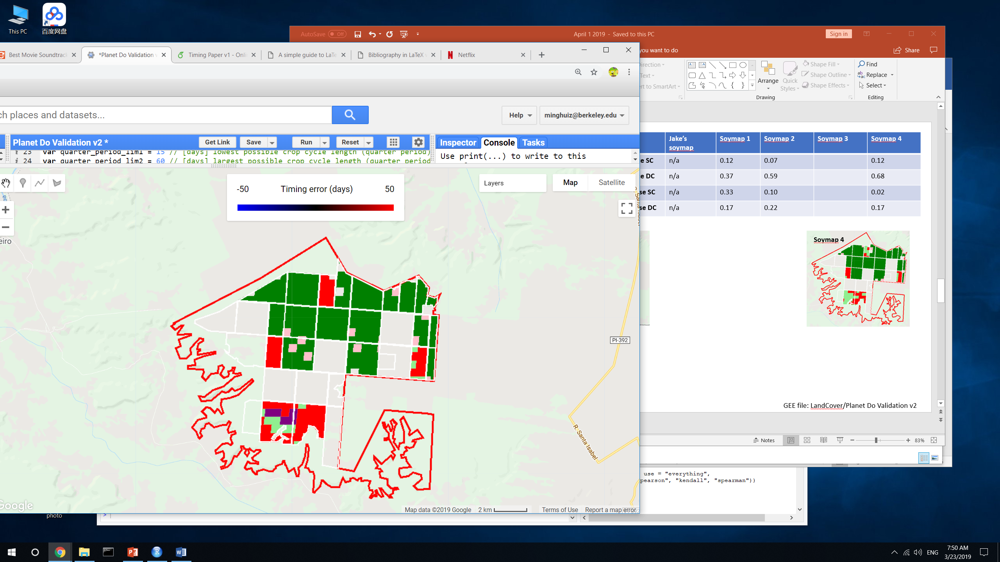 This PC
百度网盘
AutoSave Off
April 1 2019 - Saved to this PC
Sign in
Best Movie Soundtrack
*Planet Do Validation v
Timing Paper v1 - Onli
A simple guide to LaTe
Bibliography in LaTeX w
Netflix
you want to do
Share
Direction
Text
rt to SmartArt
Arrange
Quick
Styles
Shape Fill
Shape Outline
Shape Effects
Drawing
Find
Replace
Select
Editing
ch places and datasets...
Help
minghuiz@berkeley.edu
Planet Do Validation v2 *
Get Link
Save
Run
Reset
Inspector
Console
Tasks
23 var quarter_period_lim1 = 15 // [days] lowest possible crop cycle length (quarter period)
24 var quarter_period_lim2 = 60 // [days] largest possible crop cycle length (quarter period
Use print(...) to write to this
-50 Timing error (days) 50
Layers
Map
Satellite
eiro
R. Santa Isabel
PI-392
R. Santa Isabel
Google
Map data ©2019 Google
2 km
Terms of Use
Report a map error
Jake's soymap Soymap 1 Soymap 2 Soymap 3 Soymap 4
e SC n/a 0.12 0.07 0.12
e DC n/a 0.37 0.59 0.68
se SC n/a 0.33 0.10 0.02
se DC n/a 0.17 0.22 0.17
Soymap 4
GEE file: LandCover/Planet Do Validation v2
Notes
83%
use = "everything",
pearson", "kendall", "spearman"))
photo
>
ENG
7:50 AM
3/23/2019